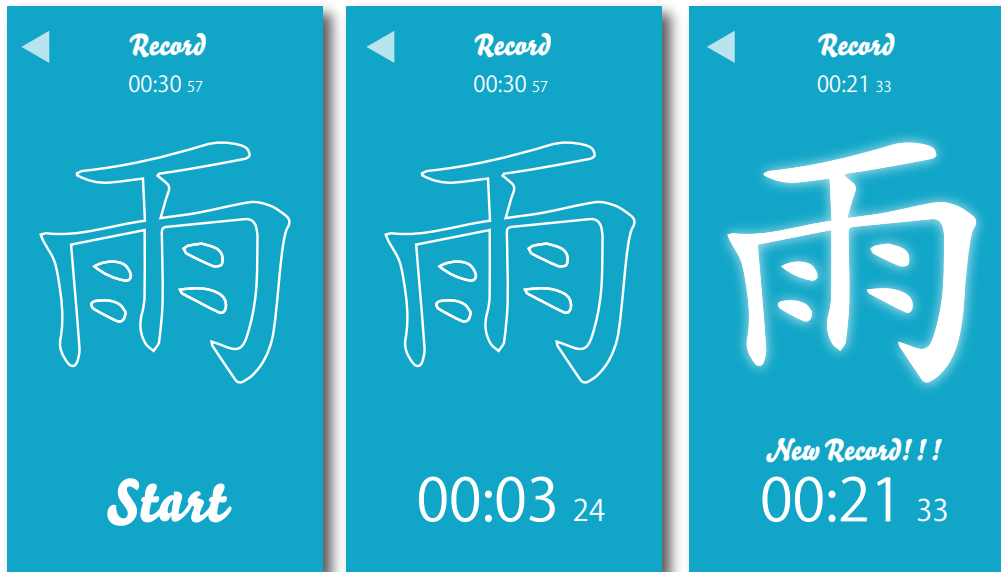 Record
00:30 57
雨
Start
Record
00:30 57
雨
00:03 24
Record
00:21 33
雨
New Record!!!
00:21 33